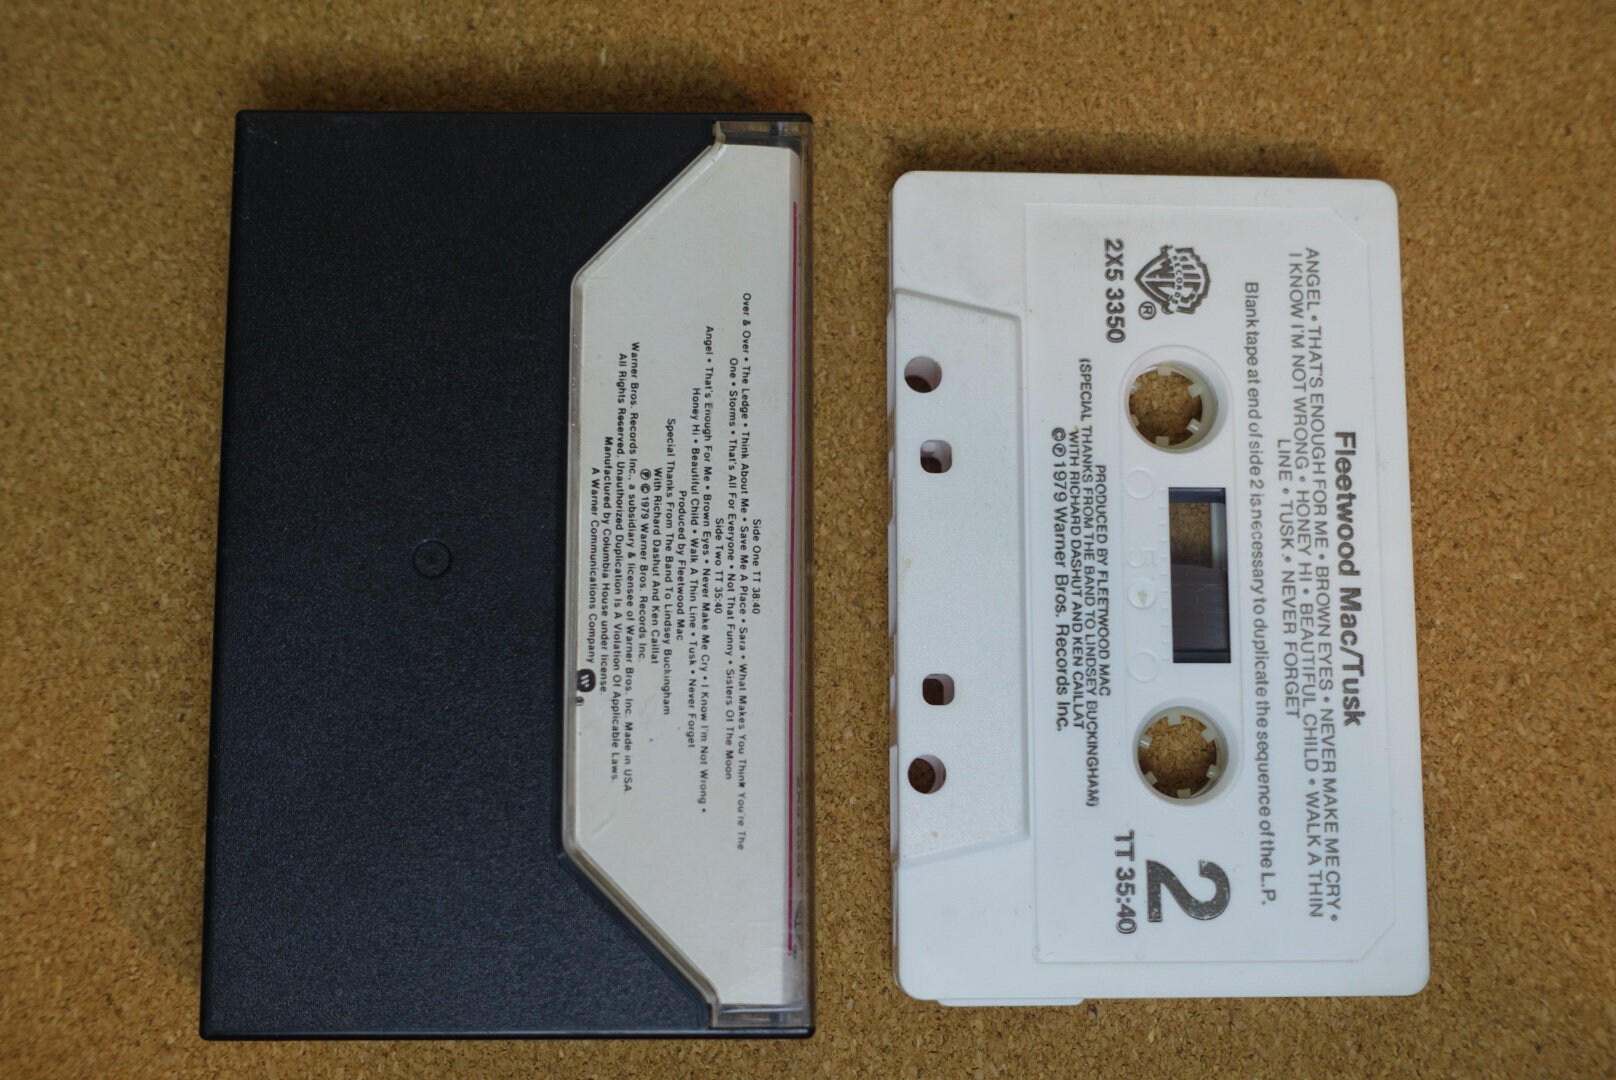 Side One TT 38:40
Over & Over • The Ledge • Think About Me • Save Me A Place • Sara • What Makes You Think You're The
One • Storms • That's All For Everyone • Not That Funny • Sisters Of The Moon
Side Two TT 35:40
Angel • That's Enough For Me • Brown Eyes • Never Make Me Cry • I Know I'm Not Wrong •
Honey Hi • Beautiful Child • Walk A Thin Line • Tusk • Never Forget
Produced by Fleetwood Mac
Special Thanks From The Band To Lindsey Buckingham
With Richard Dashut And Ken Caillat
℗ © 1979 Warner Bros. Records Inc.
Warner Bros. Records Inc., a subsidiary & licensee of Warner Bros. Inc. Made in USA.
All Rights Reserved. Unauthorized Duplication Is A Violation Of Applicable Laws.
Manufactured by Columbia House under license.
A Warner Communications Company
Fleetwood Mac/Tusk
ANGEL • THAT'S ENOUGH FOR ME • BROWN EYES • NEVER MAKE ME CRY •
I KNOW I'M NOT WRONG • HONEY HI • BEAUTIFUL CHILD • WALK A THIN
LINE • TUSK • NEVER FORGET
Blank tape at end of side 2 is necessary to duplicate the sequence of the L.P.
WB
RECORDS
®
2
2X5 3350
TT 35:40
PRODUCED BY FLEETWOOD MAC
(SPECIAL THANKS FROM THE BAND TO LINDSEY BUCKINGHAM)
WITH RICHARD DASHUT AND KEN CAILLAT
©℗ 1979 Warner Bros. Records Inc.